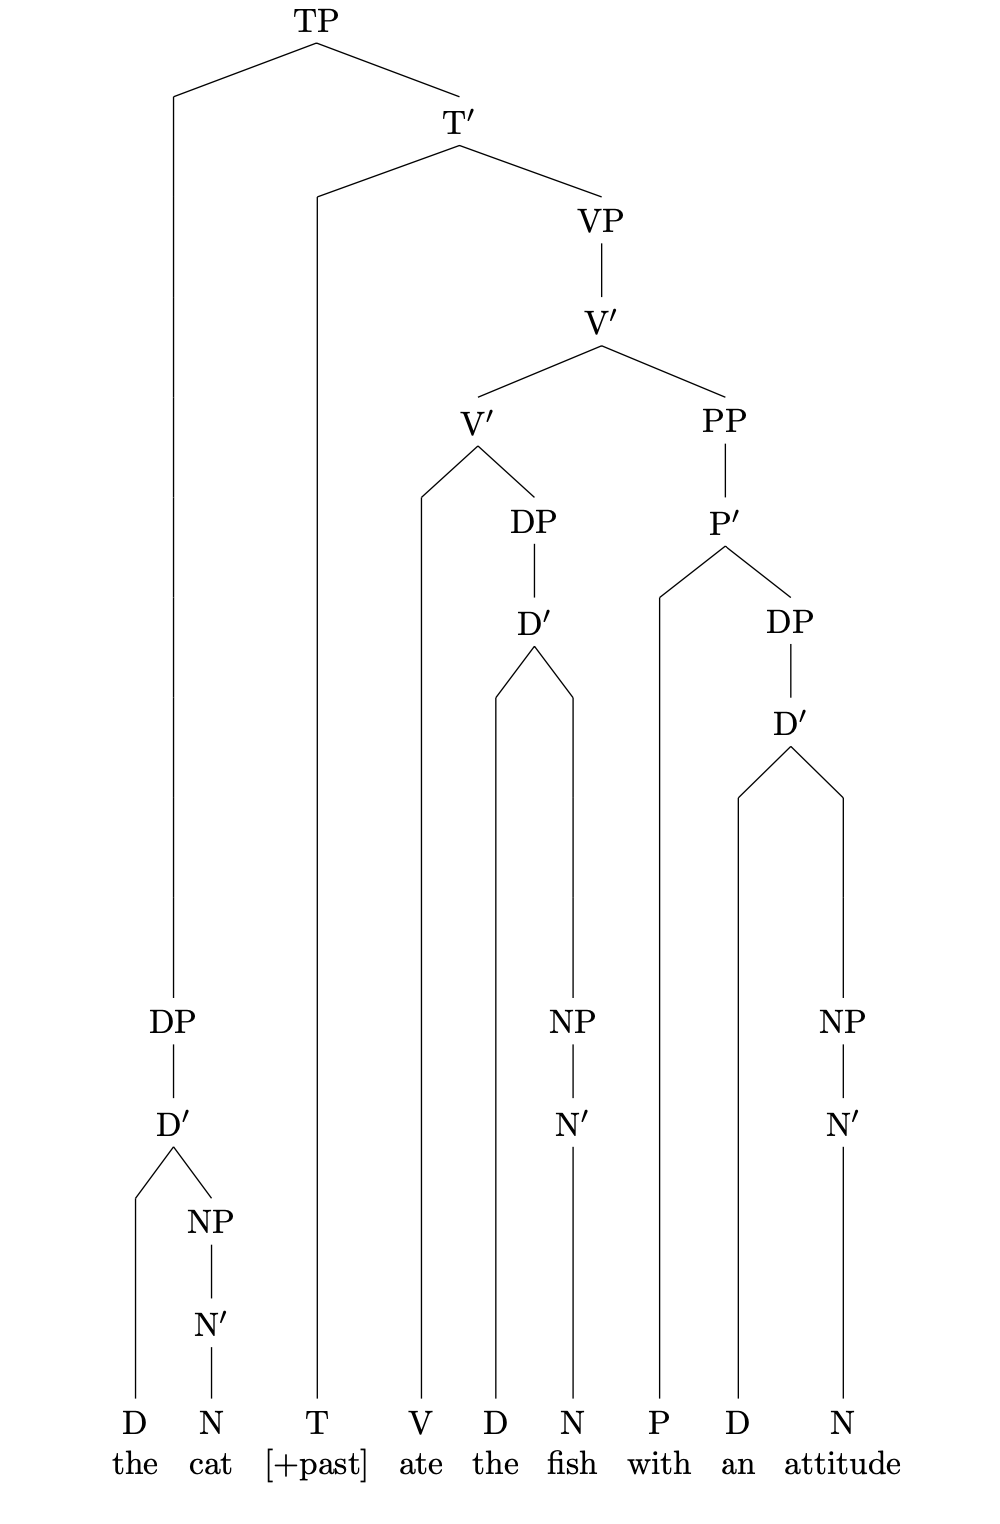 TP
T′
VP
V′
V′ PP
DP P′
D′ DP
D′
DP NP NP
D′ N′ N′
NP
N′
D N T V D N P D N
the cat [+past] ate the fish with an attitude